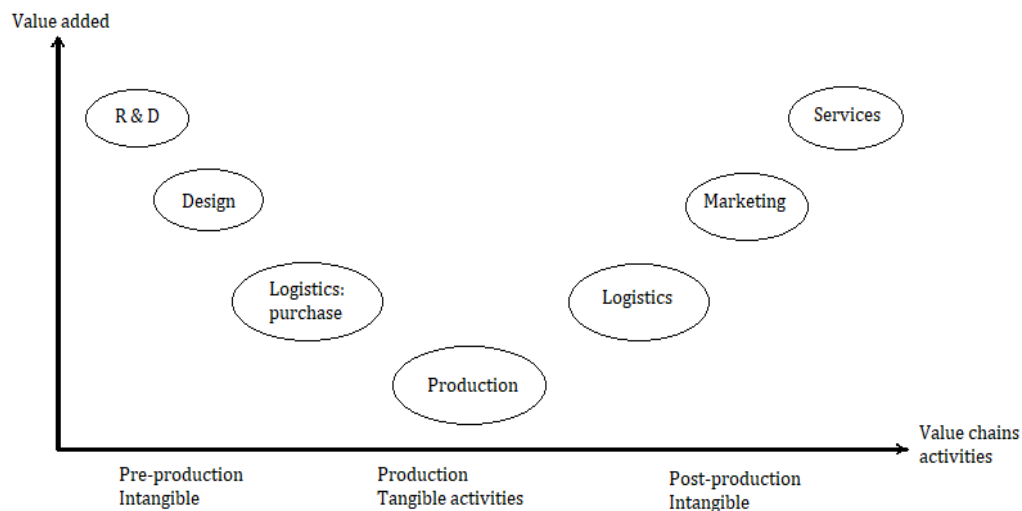 Value added
R & D
Services
Design
Marketing
Logistics:
purchase
Logistics
Production
Value chains
activities
Pre-production
Intangible
Production
Tangible activities
Post-production
Intangible